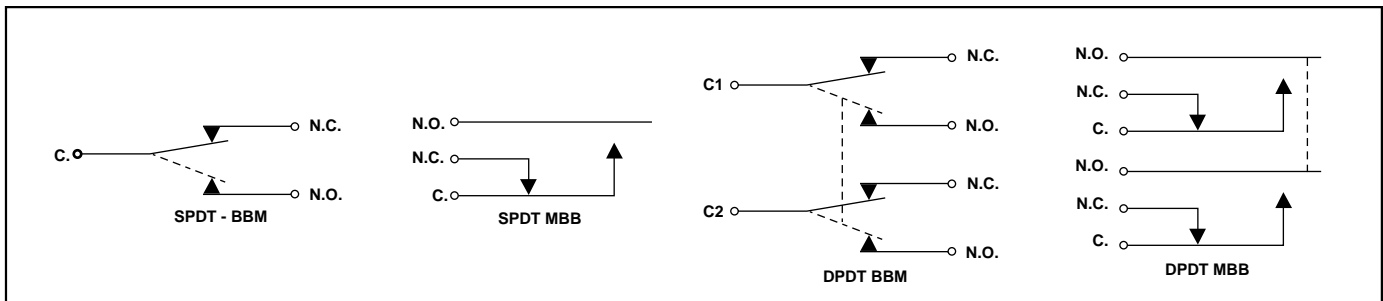 C.
N.C.
N.O.
SPDT - BBM
N.O.
N.C.
C.
SPDT MBB
C1
N.C.
N.O.
C2
N.C.
N.O.
DPDT BBM
N.O.
N.C.
C.
N.O.
N.C.
C.
DPDT MBB